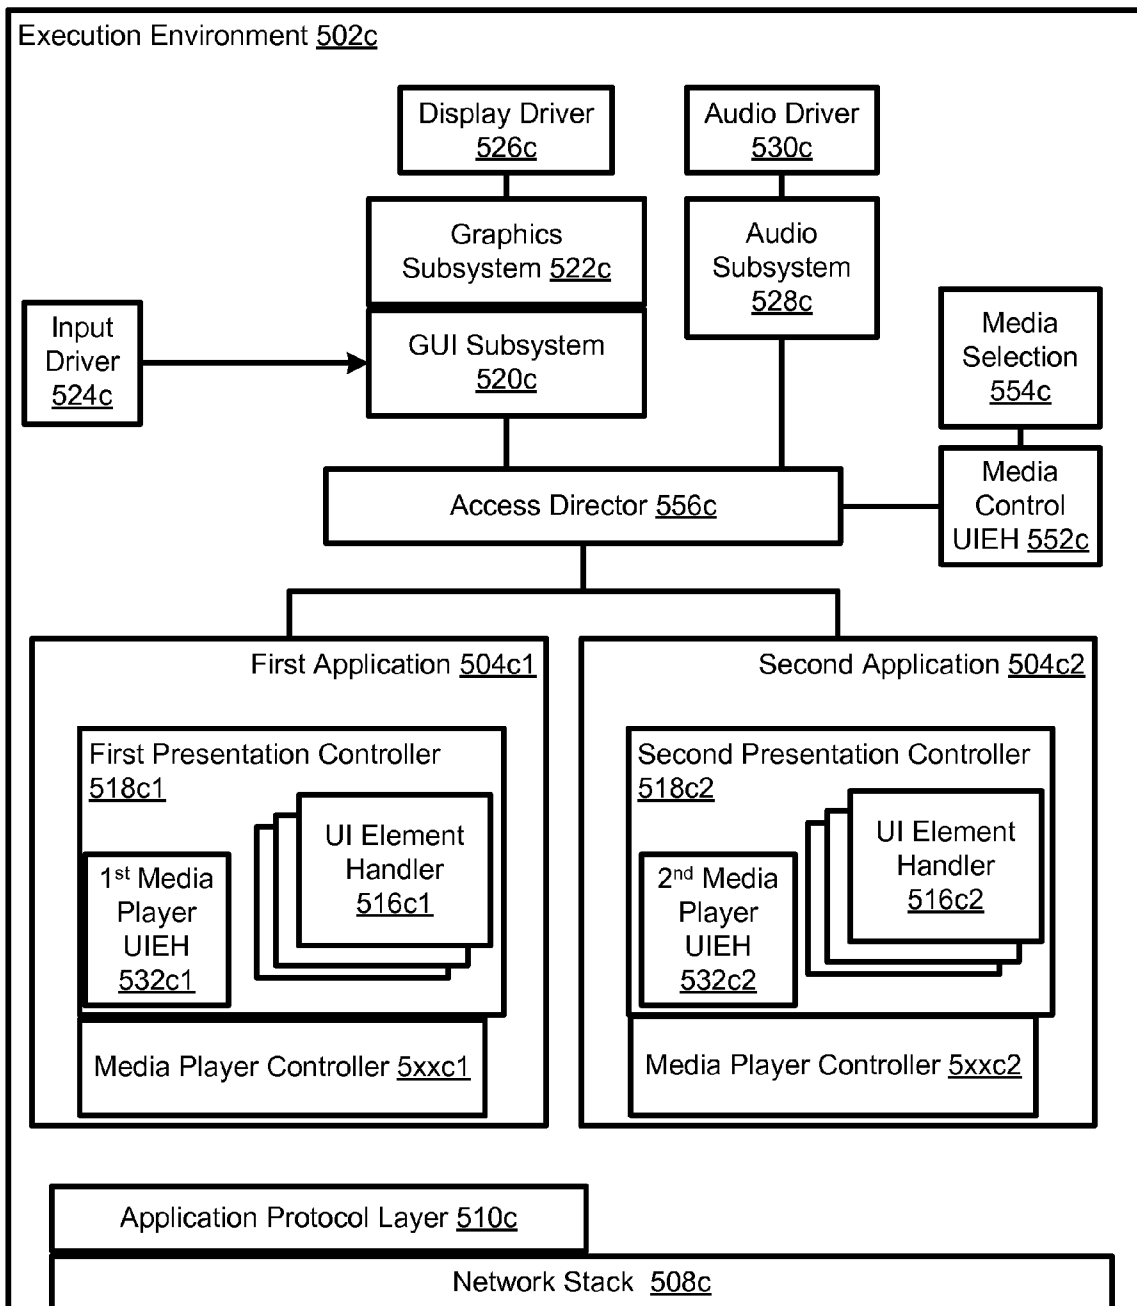 Execution Environment 502c
Display Driver
526c
Audio Driver
530c
Graphics
Subsystem 522c
Audio
Subsystem
528c
Input
Driver
524c
GUI Subsystem
520c
Media
Selection
554c
Access Director 556c
Media
Control
UIEH 552c
First Application 504c1
First Presentation Controller
518c1
1st Media
Player
UIEH
532c1
UI Element
Handler
516c1
Media Player Controller 5xxc1
Second Application 504c2
Second Presentation Controller
518c2
2nd Media
Player
UIEH
532c2
UI Element
Handler
516c2
Media Player Controller 5xxc2
Application Protocol Layer 510c
Network Stack 508c